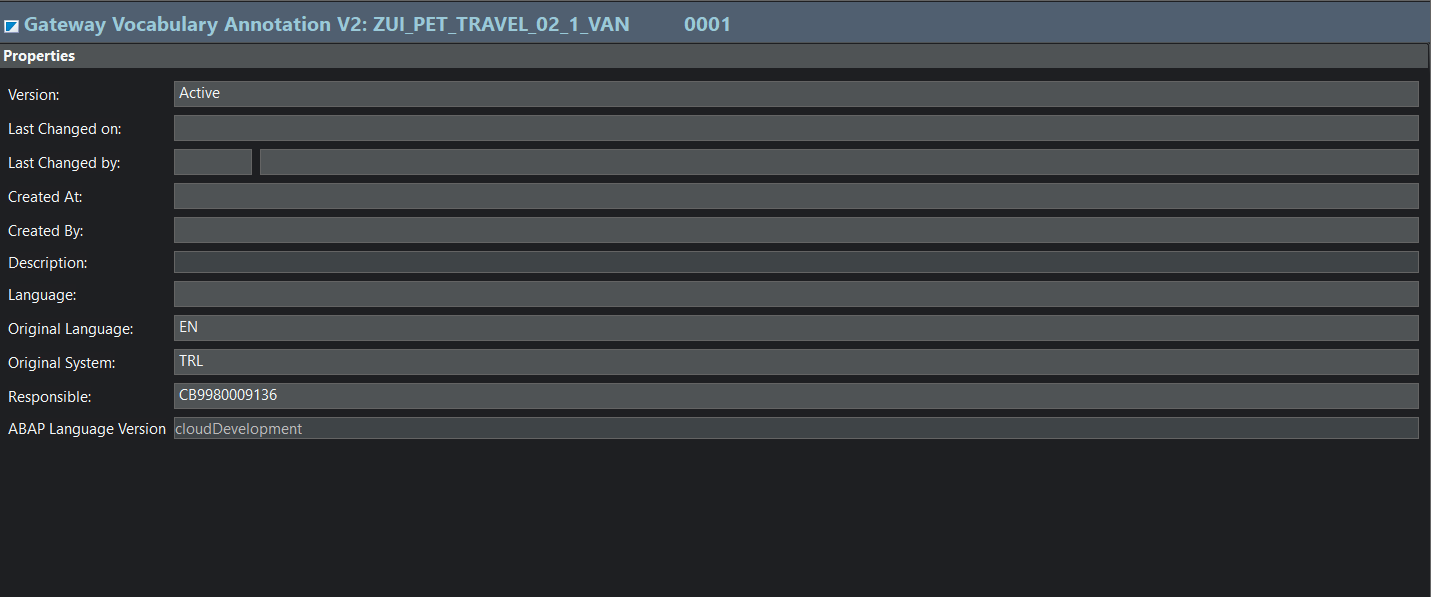 Gateway Vocabulary Annotation V2: ZUI_PET_TRAVEL_02_1_VAN 0001
Properties
Version: Active
Last Changed on:
Last Changed by:
Created At:
Created By:
Description:
Language:
Original Language: EN
Original System: TRL
Responsible: CB9980009136
ABAP Language Version cloudDevelopment